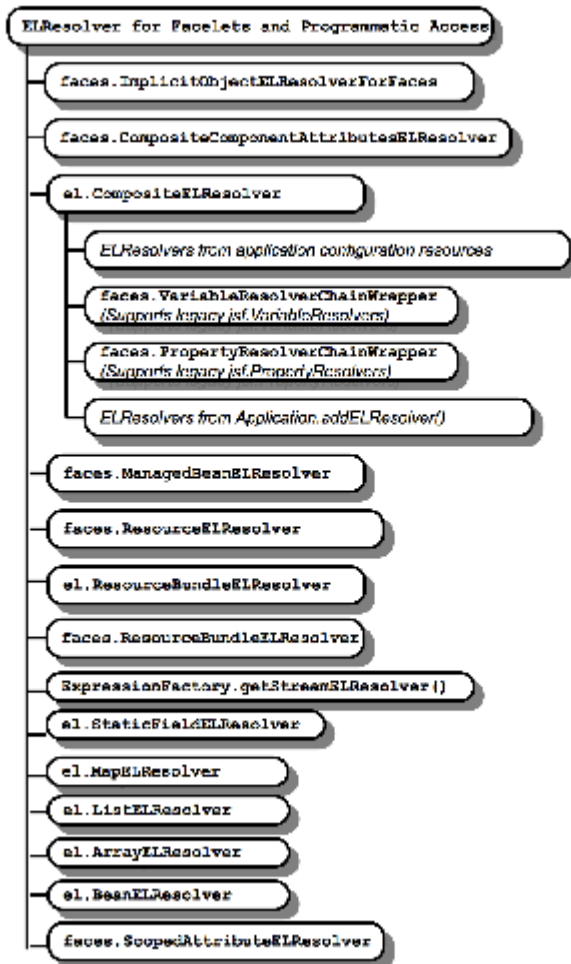 ELResolver for Facelets and Programmatic Access
faces.ImplicitObjectELResolverForFaces
faces.CompositeComponentAttributesELResolver
el.CompositeELResolver
ELResolvers from application configuration resources
faces.VariableResolverChainWrapper
(Supports legacy jsf.VariableResolvers)
faces.PropertyResolverChainWrapper
(Supports legacy jsf.PropertyResolvers)
ELResolvers from Application.addELResolver()
faces.ManagedBeanELResolver
faces.ResourceELResolver
el.ResourceBundleELResolver
faces.ResourceBundleELResolver
ExpressionFactory.getStreamELResolver()
el.StaticFieldELResolver
el.MapELResolver
el.ListELResolver
el.ArrayELResolver
el.BeanELResolver
faces.ScopedAttributeELResolver